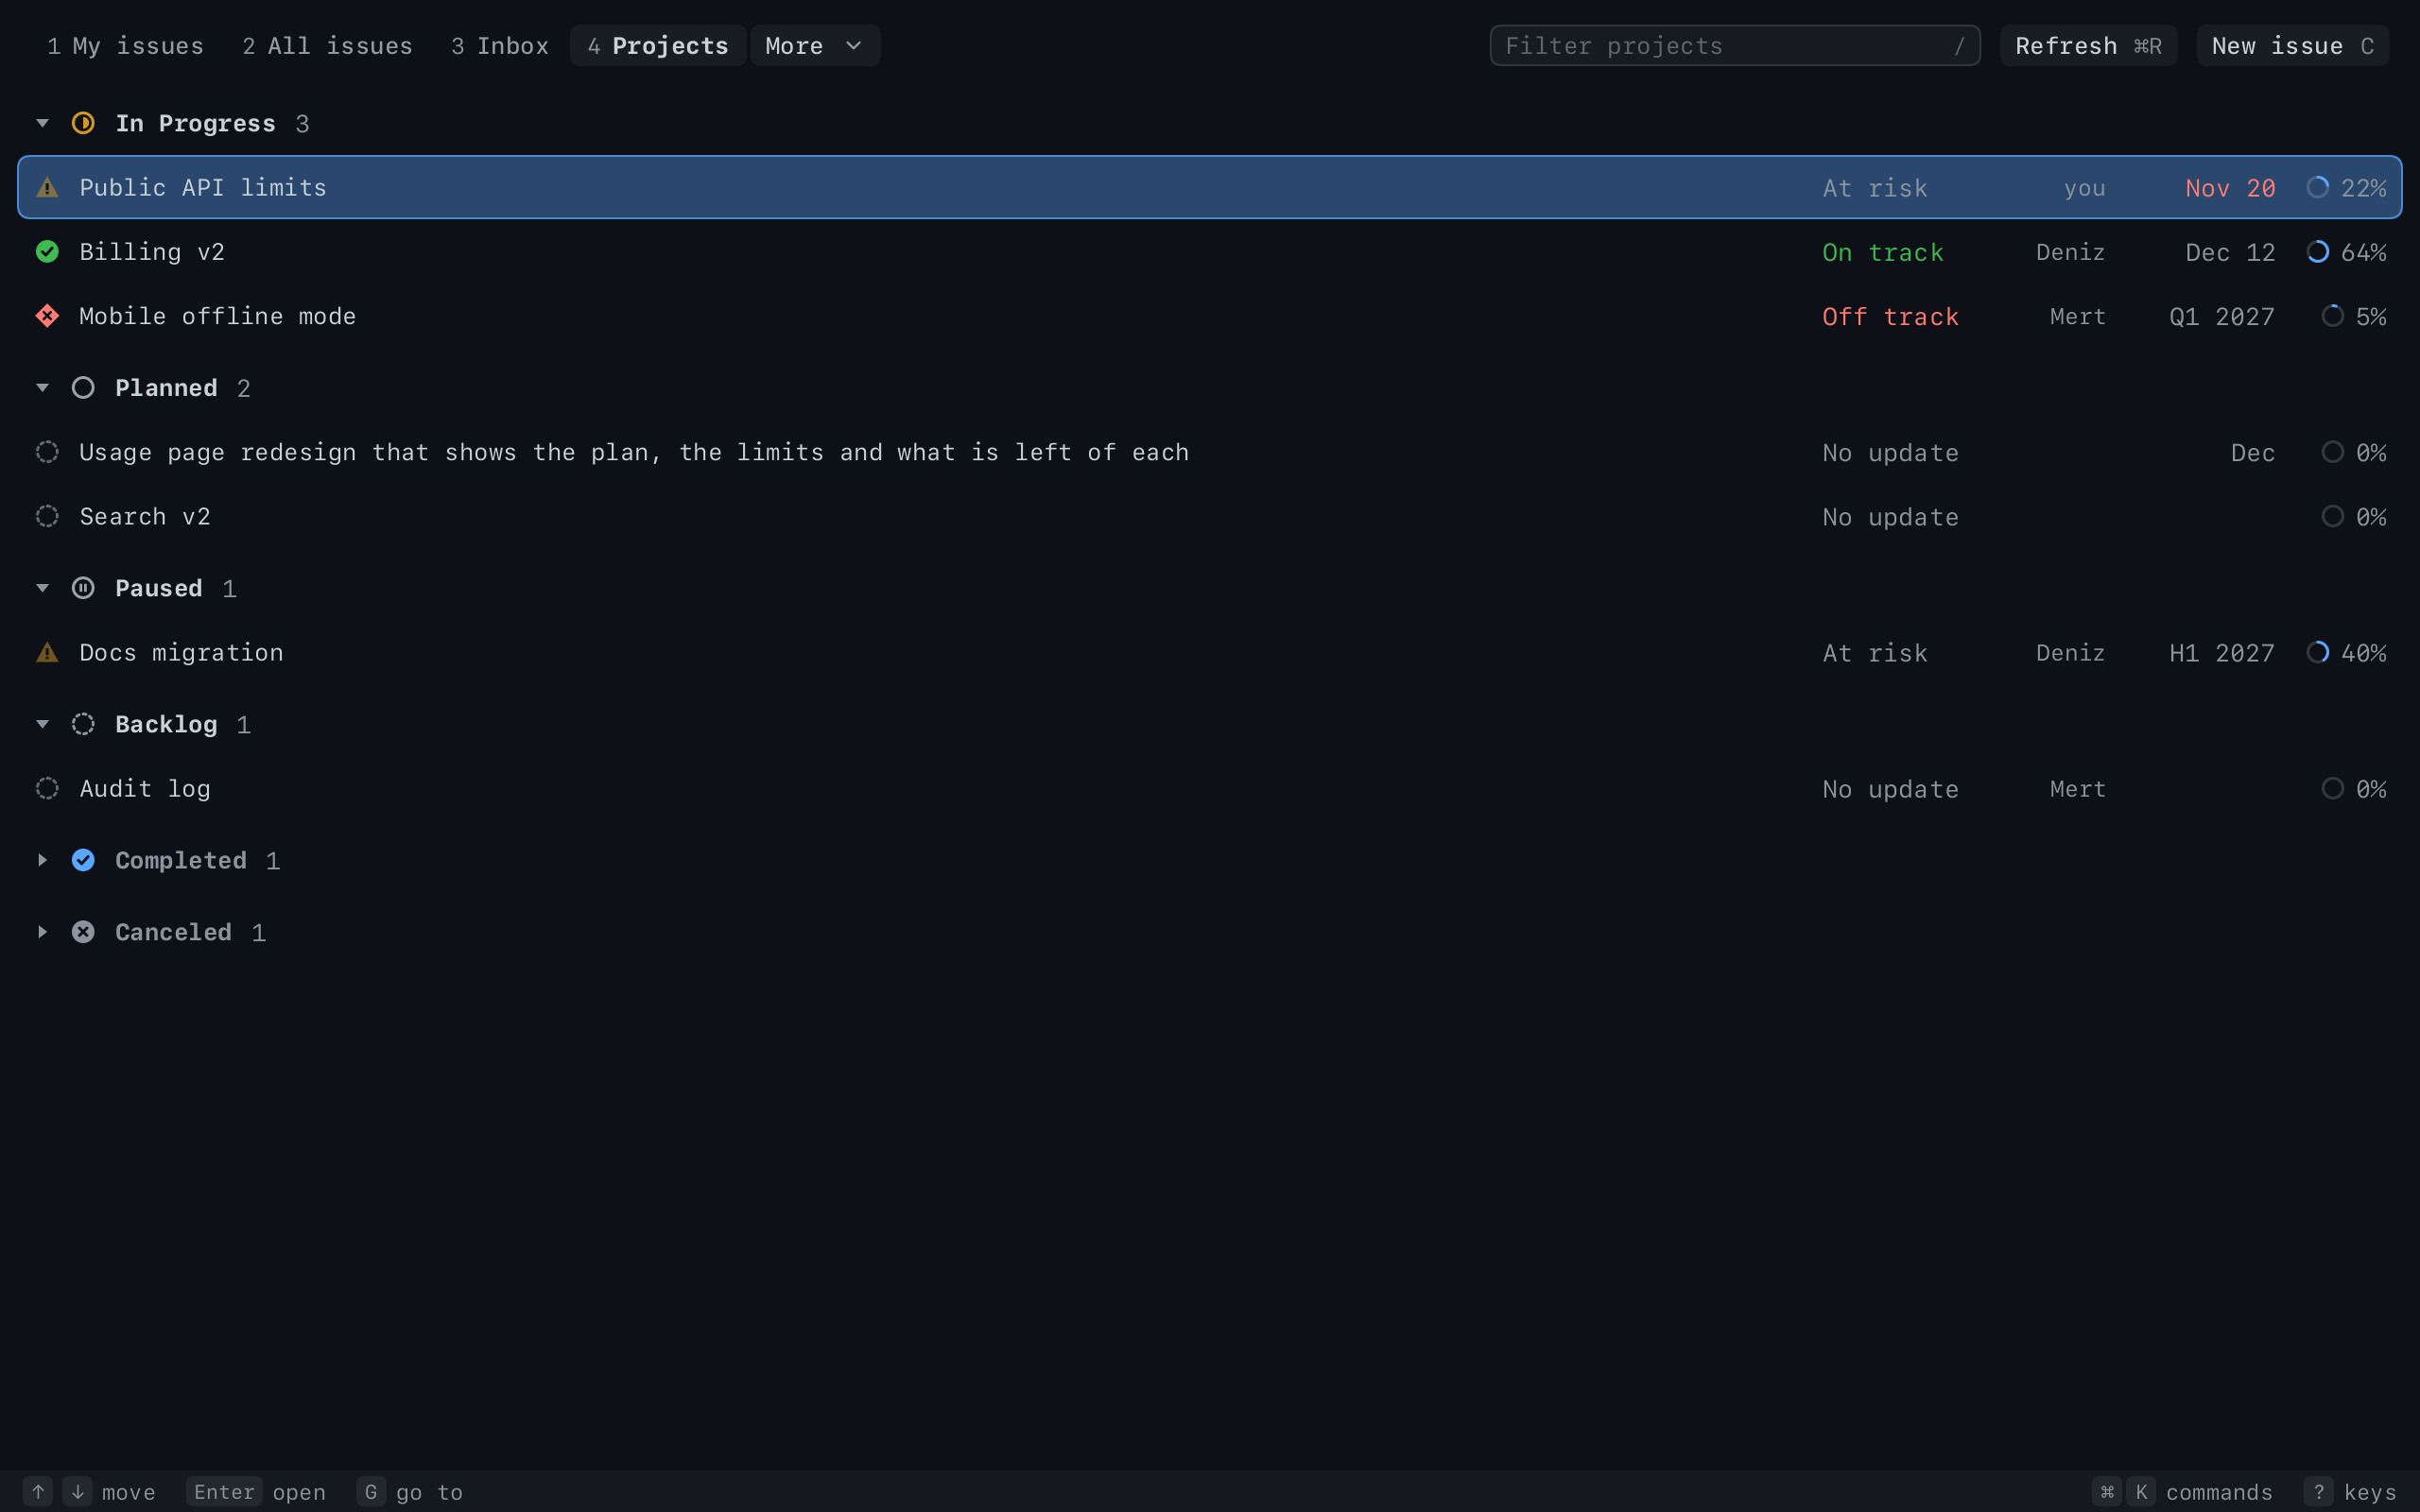 1 My issues 2 All issues 3 Inbox 4 Projects More Filter projects / Refresh ⌘R New issue C
In Progress 3
Public API limits At risk you Nov 20 22%
Billing v2 On track Deniz Dec 12 64%
Mobile offline mode Off track Mert Q1 2027 5%
Planned 2
Usage page redesign that shows the plan, the limits and what is left of each No update Dec 0%
Search v2 No update 0%
Paused 1
Docs migration At risk Deniz H1 2027 40%
Backlog 1
Audit log No update Mert 0%
Completed 1
Canceled 1
↑ ↓ move Enter open G go to ⌘ K commands ? keys